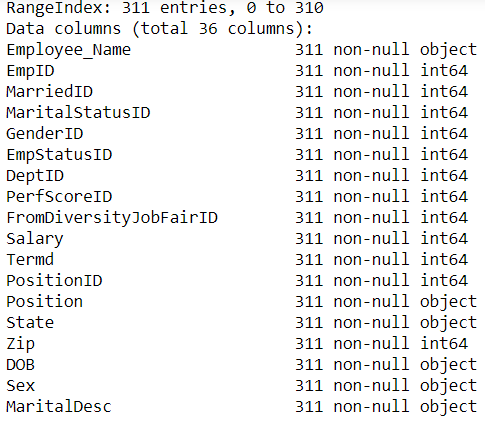 RangeIndex: 311 entries, 0 to 310
Data columns (total 36 columns):
Employee_Name                 311 non-null object
EmpID                         311 non-null int64
MarriedID                     311 non-null int64
MaritalStatusID               311 non-null int64
GenderID                      311 non-null int64
EmpStatusID                   311 non-null int64
DeptID                        311 non-null int64
PerfScoreID                   311 non-null int64
FromDiversityJobFairID        311 non-null int64
Salary                        311 non-null int64
Termd                         311 non-null int64
PositionID                    311 non-null int64
Position                      311 non-null object
State                         311 non-null object
Zip                           311 non-null int64
DOB                           311 non-null object
Sex                           311 non-null object
MaritalDesc                   311 non-null object